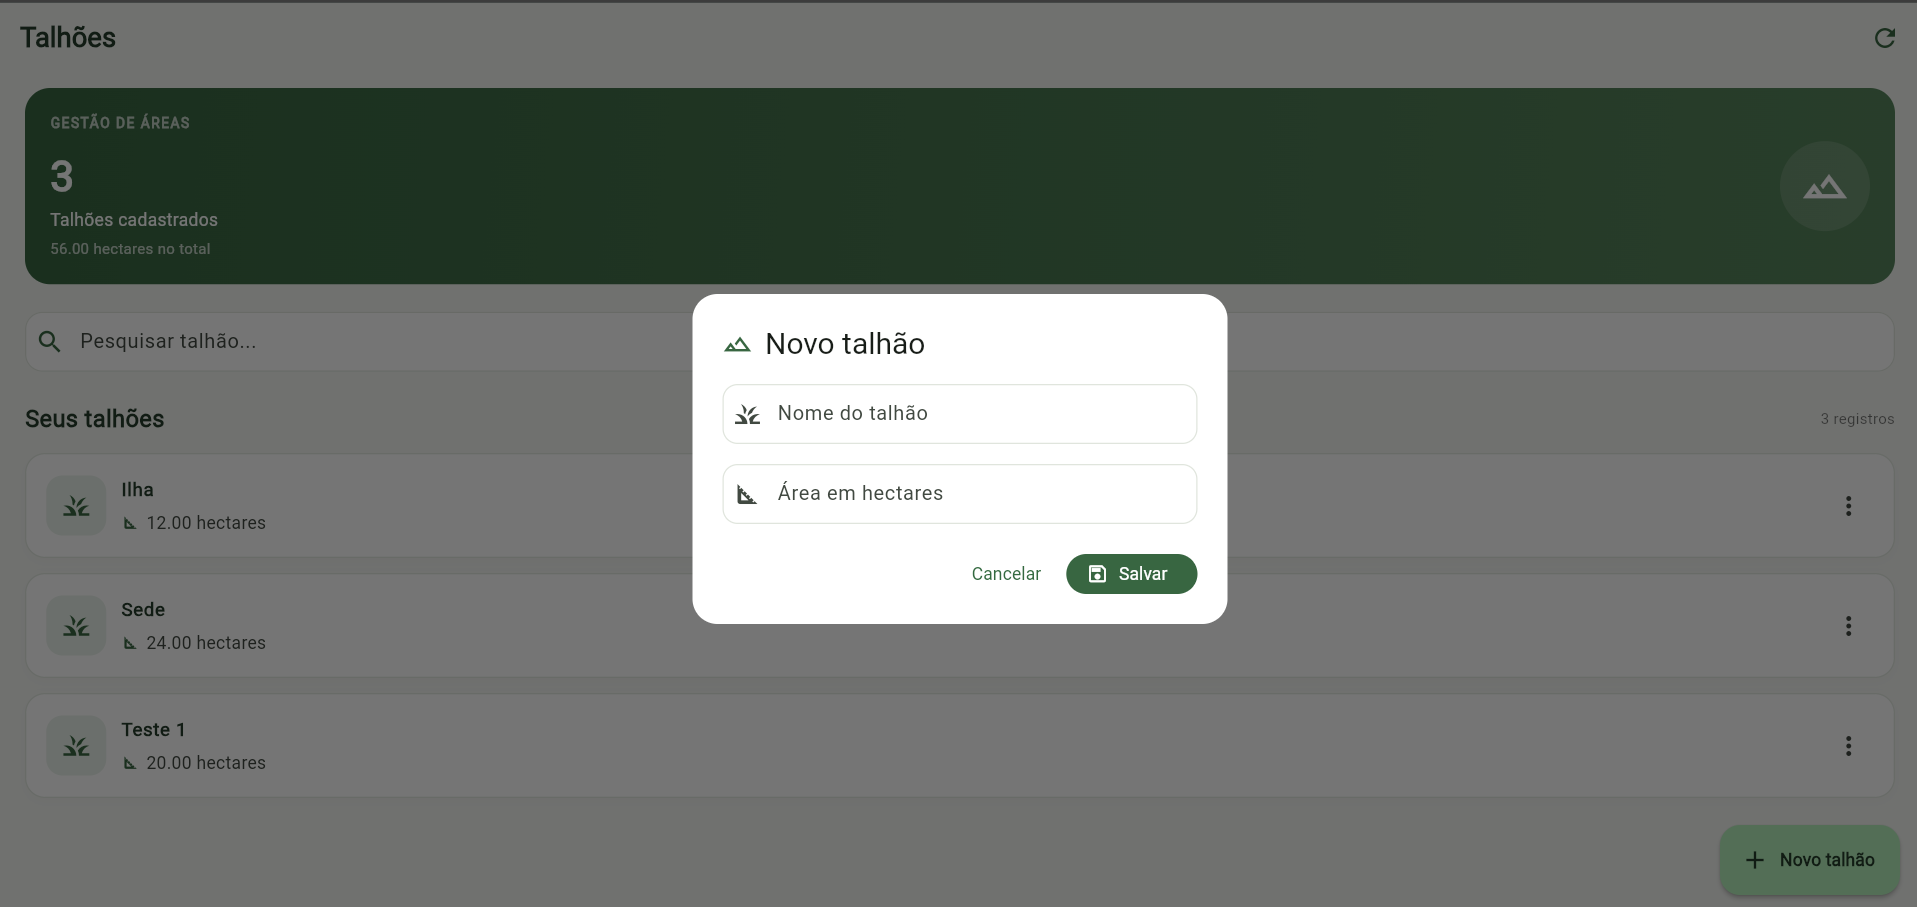 Talhões
GESTÃO DE ÁREAS
3
Talhões cadastrados
56.00 hectares no total
Pesquisar talhão...
Seus talhões
3 registros
Ilha
12.00 hectares
Sede
24.00 hectares
Teste 1
20.00 hectares
Novo talhão
Nome do talhão
Área em hectares
Cancelar
Salvar
Novo talhão